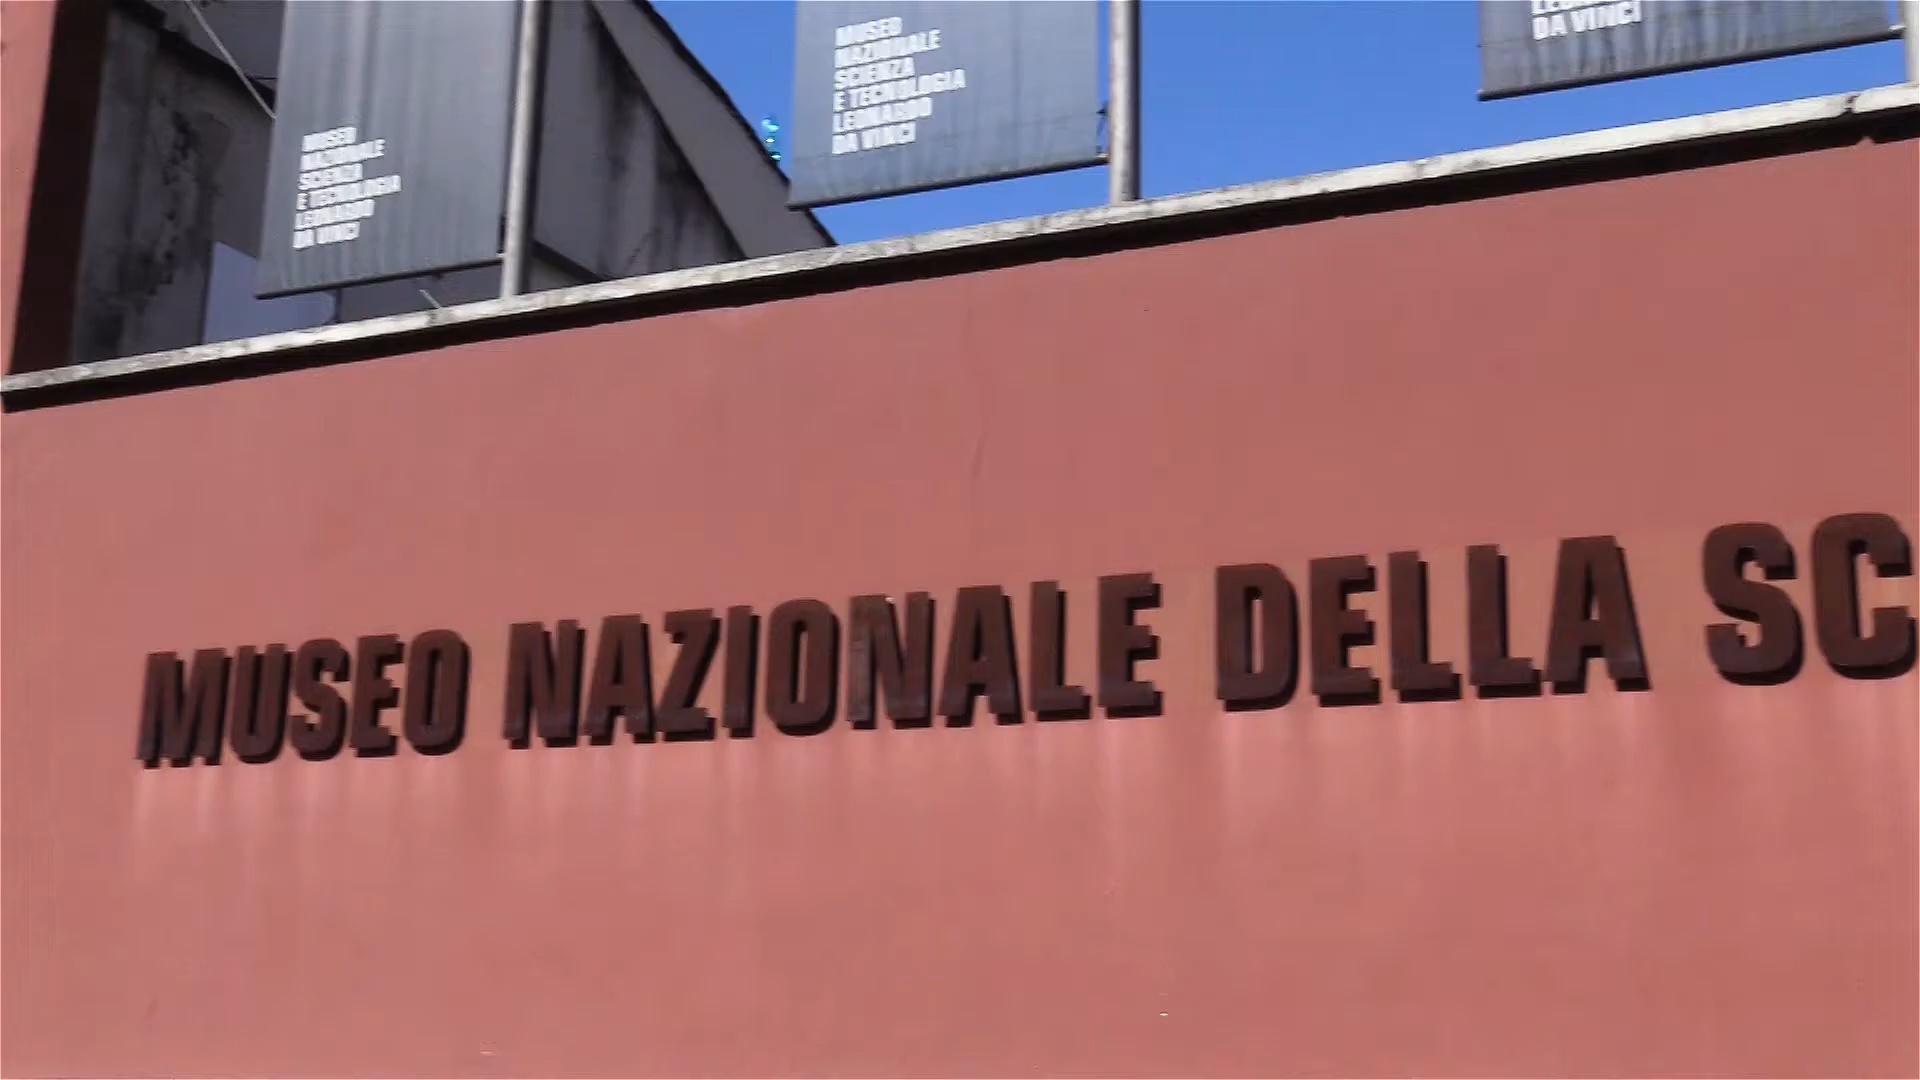 MUSEO
NAZIONALE
SCIENZA
E TECNOLOGIA
LEONARDO
DA VINCI
MUSEO
NAZIONALE
SCIENZA
E TECNOLOGIA
LEONARDO
DA VINCI
DA VINCI
MUSEO NAZIONALE DELLA SC